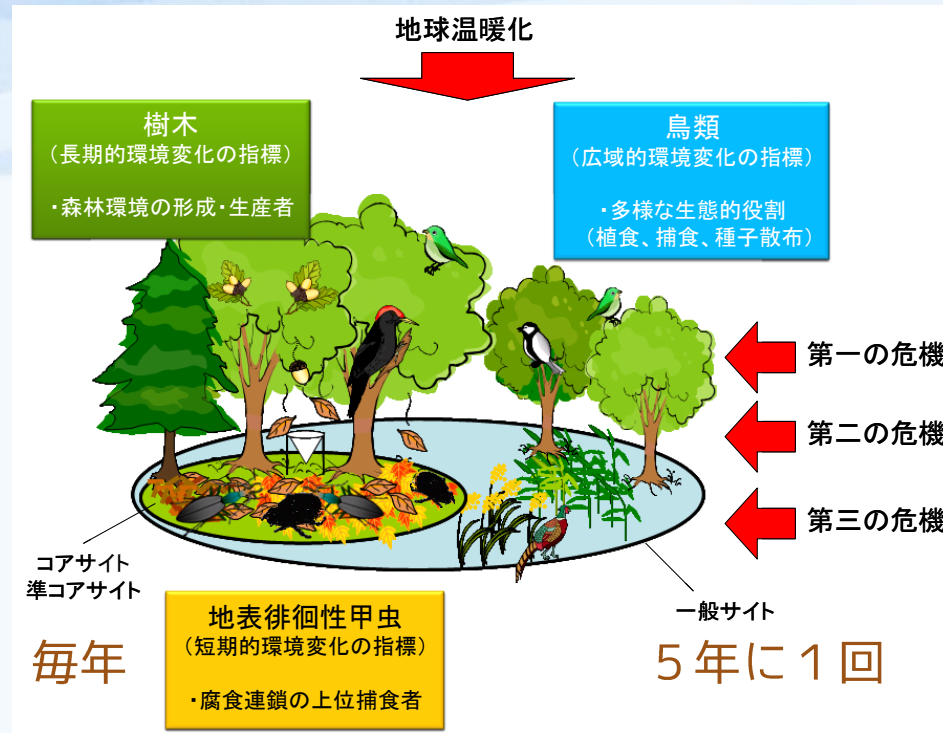 地球温暖化
樹木
（長期的環境変化の指標）
・森林環境の形成・生産者
鳥類
（広域的環境変化の指標）
・多様な生態的役割
（植食、捕食、種子散布）
第一の危機
第二の危機
第三の危機
コアサイト
準コアサイト
一般サイト
毎年
地表徘徊性甲虫
（短期的環境変化の指標）
・腐食連鎖の上位捕食者
５年に１回